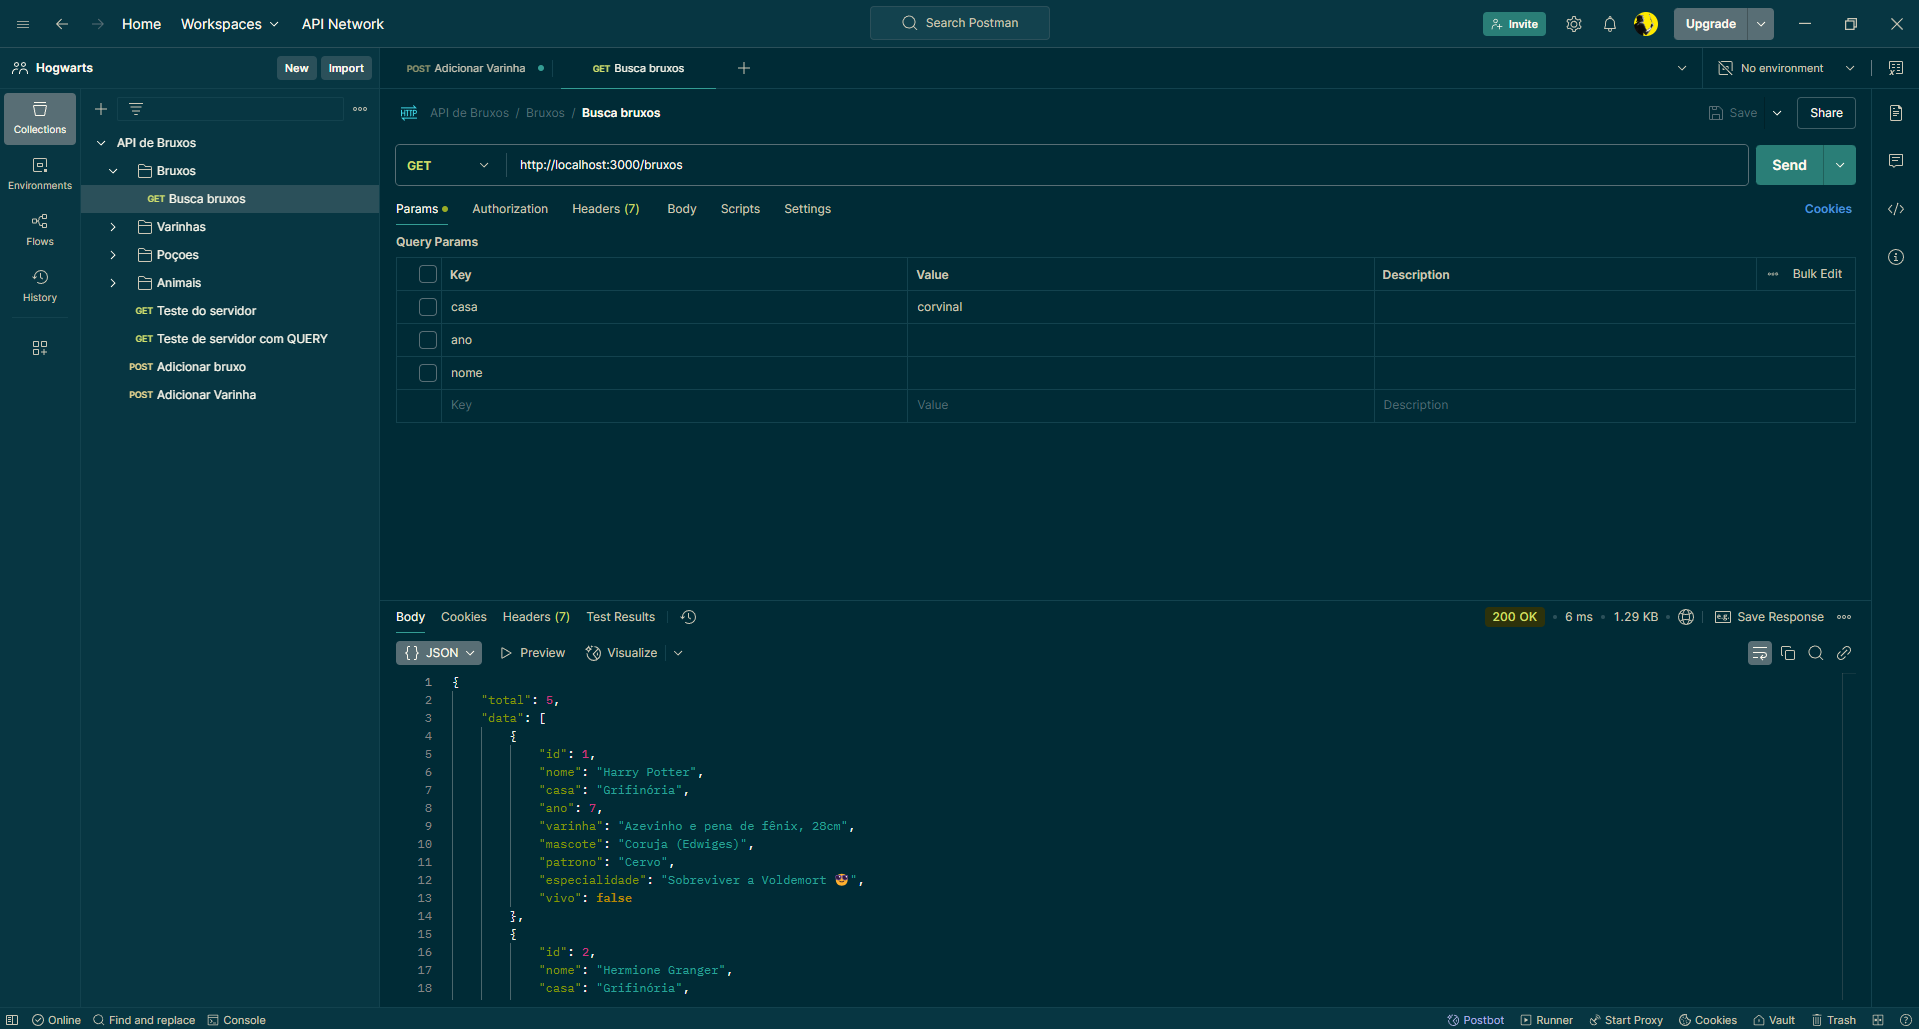 Home Workspaces API Network Search Postman Invite Upgrade
Hogwarts New Import POST Adicionar Varinha GET Busca bruxos No environment
Collections
Environments
Flows
History
API de Bruxos
Bruxos
GET Busca bruxos
Varinhas
Poçoes
Animais
GET Teste do servidor
GET Teste de servidor com QUERY
POST Adicionar bruxo
POST Adicionar Varinha
HTTP API de Bruxos / Bruxos / Busca bruxos Save Share
GET http://localhost:3000/bruxos Send
Params Authorization Headers (7) Body Scripts Settings Cookies
Query Params
Key Value Description Bulk Edit
casa corvinal
ano
nome
Key Value Description
Body Cookies Headers (7) Test Results 200 OK 6 ms 1.29 KB e.g. Save Response
{} JSON Preview Visualize
1 {
2 "total": 5,
3 "data": [
4 {
5 "id": 1,
6 "nome": "Harry Potter",
7 "casa": "Grifinória",
8 "ano": 7,
9 "varinha": "Azevinho e pena de fênix, 28cm",
10 "mascote": "Coruja (Edwiges)",
11 "patrono": "Cervo",
12 "especialidade": "Sobreviver a Voldemort 😎",
13 "vivo": false
14 },
15 {
16 "id": 2,
17 "nome": "Hermione Granger",
18 "casa": "Grifinória",
Online Find and replace Console Postbot Runner Start Proxy Cookies Vault Trash